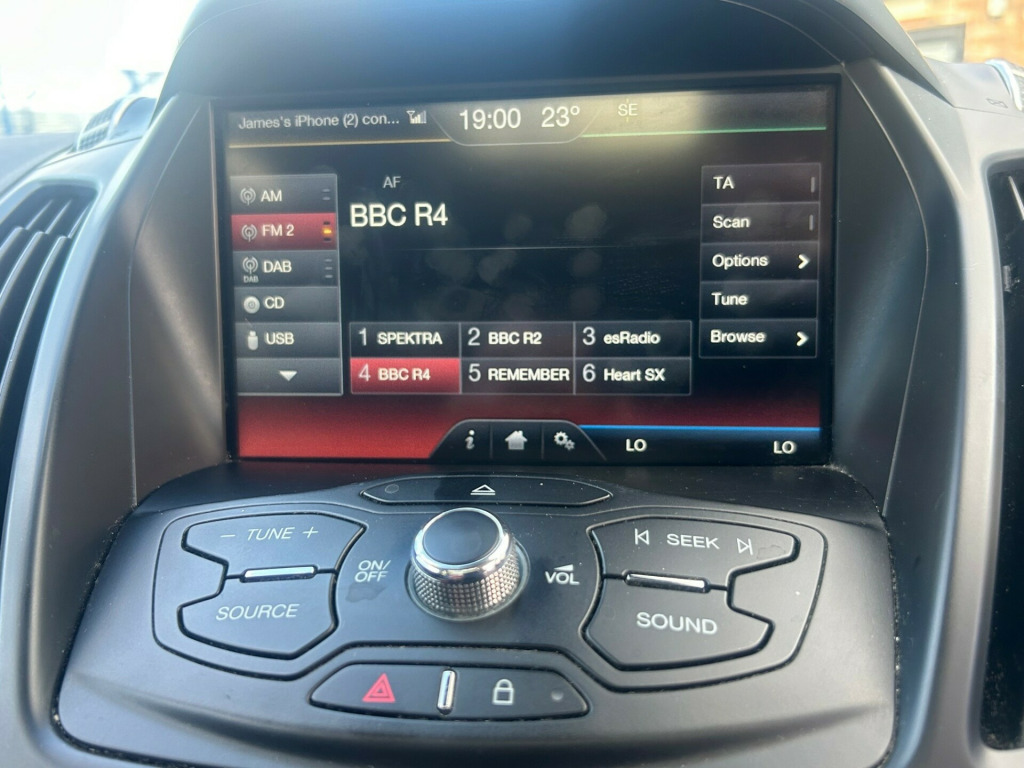 James's iPhone (2) con...
19:00 23°
SE
AM
FM 2
DAB
DAB
CD
USB
AF
BBC R4
1 SPEKTRA 2 BBC R2 3 esRadio
4 BBC R4 5 REMEMBER 6 Heart SX
TA
Scan
Options
Tune
Browse
i
LO LO
– TUNE +
SOURCE
ON/
OFF
VOL
SEEK
SOUND